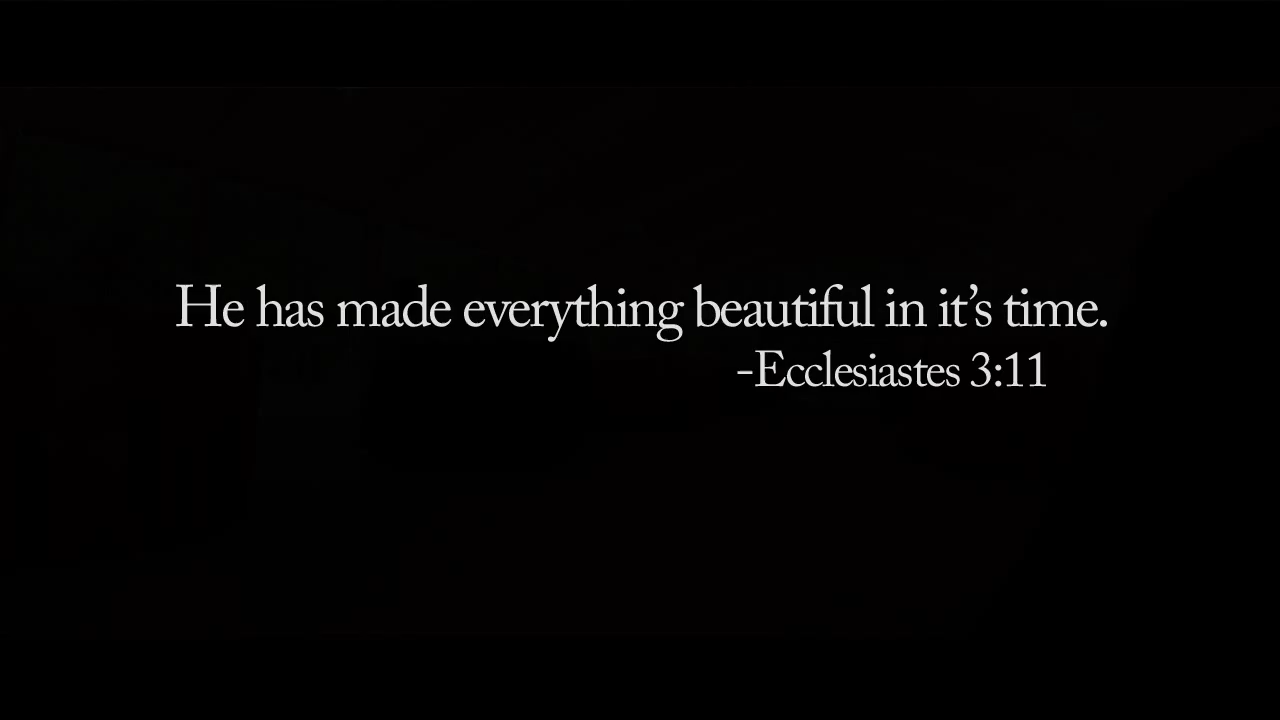 He has made everything beautiful in it’s time.
-Ecclesiastes 3:11